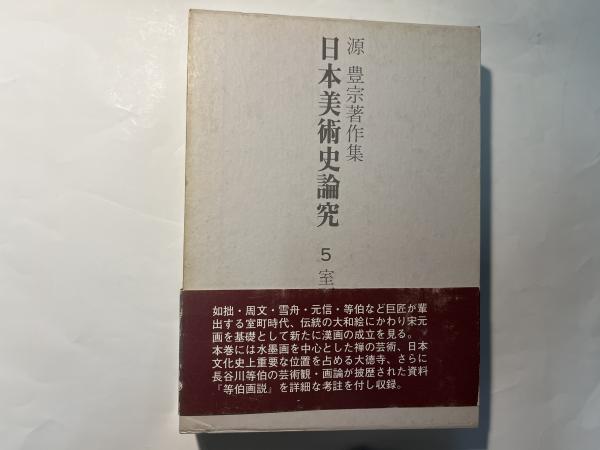 源 豊宗著作集
日本美術史論究
5 室
如拙・周文・雪舟・元信・等伯など巨匠が輩
出する室町時代、伝統の大和絵にかわり宋元
画を基礎として新たに漢画の成立を見る。
本巻には水墨画を中心とした禅の芸術、日本
文化史上重要な位置を占める大徳寺、さらに
長谷川等伯の芸術観・画論が披歴された資料
『等伯画説』を詳細な考註を付し収録。